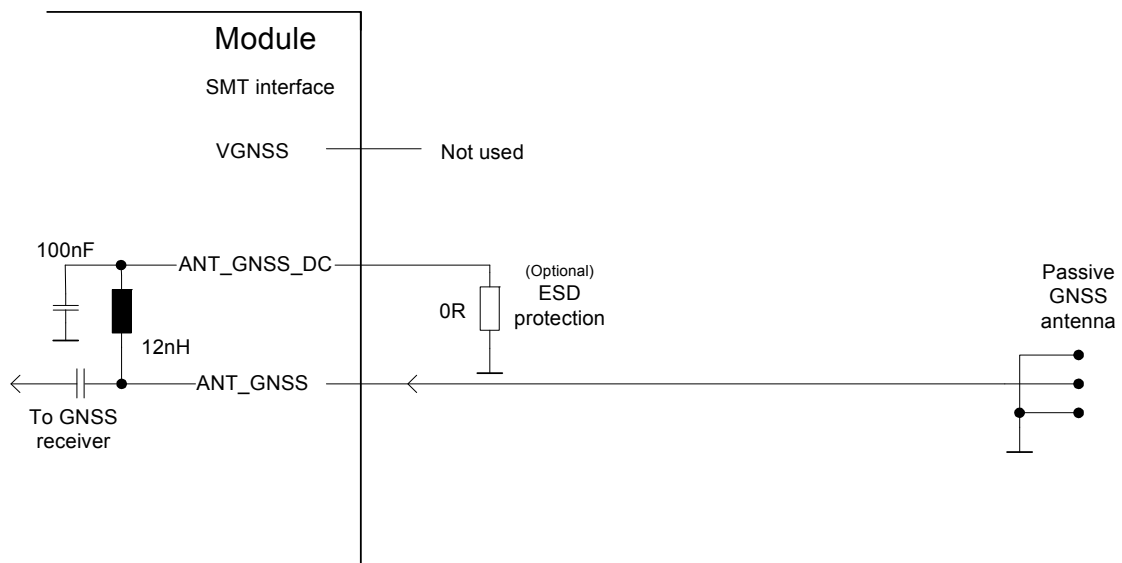 Module
SMT interface
VGNSS
Not used
100nF
ANT_GNSS_DC
(Optional)
ESD
protection
0R
Passive
GNSS
antenna
12nH
ANT_GNSS
To GNSS
receiver